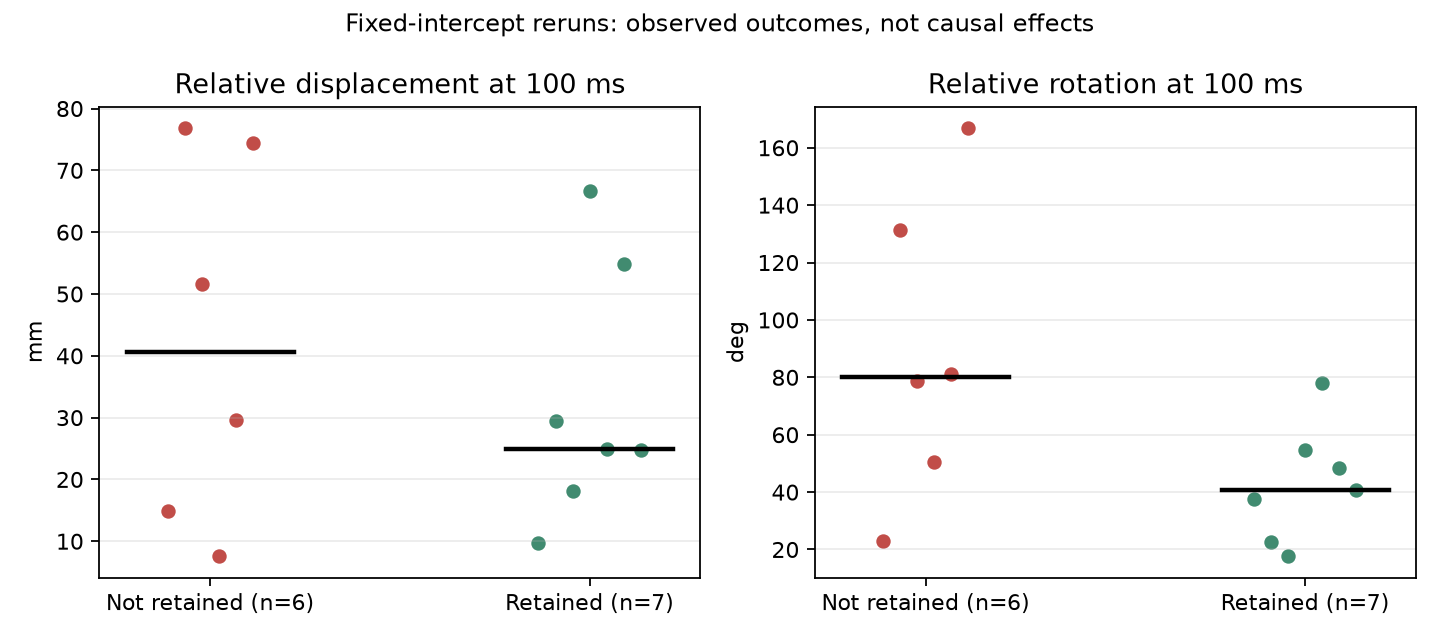 Fixed-intercept reruns: observed outcomes, not causal effects
Relative displacement at 100 ms
80
70
60
50
40
30
20
10
mm
Not retained (n=6)
Retained (n=7)
Relative rotation at 100 ms
160
140
120
100
80
60
40
20
deg
Not retained (n=6)
Retained (n=7)